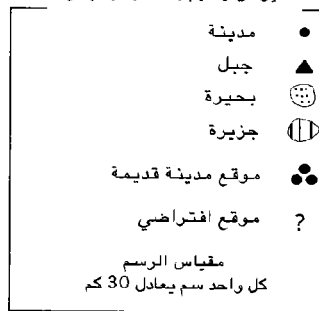 مدينة
جبل
بحيرة
جزيرة
موقع مدينة قديمة
موقع افتراضي ?
مقياس الرسم
كل واحد سم يعادل 30 كم